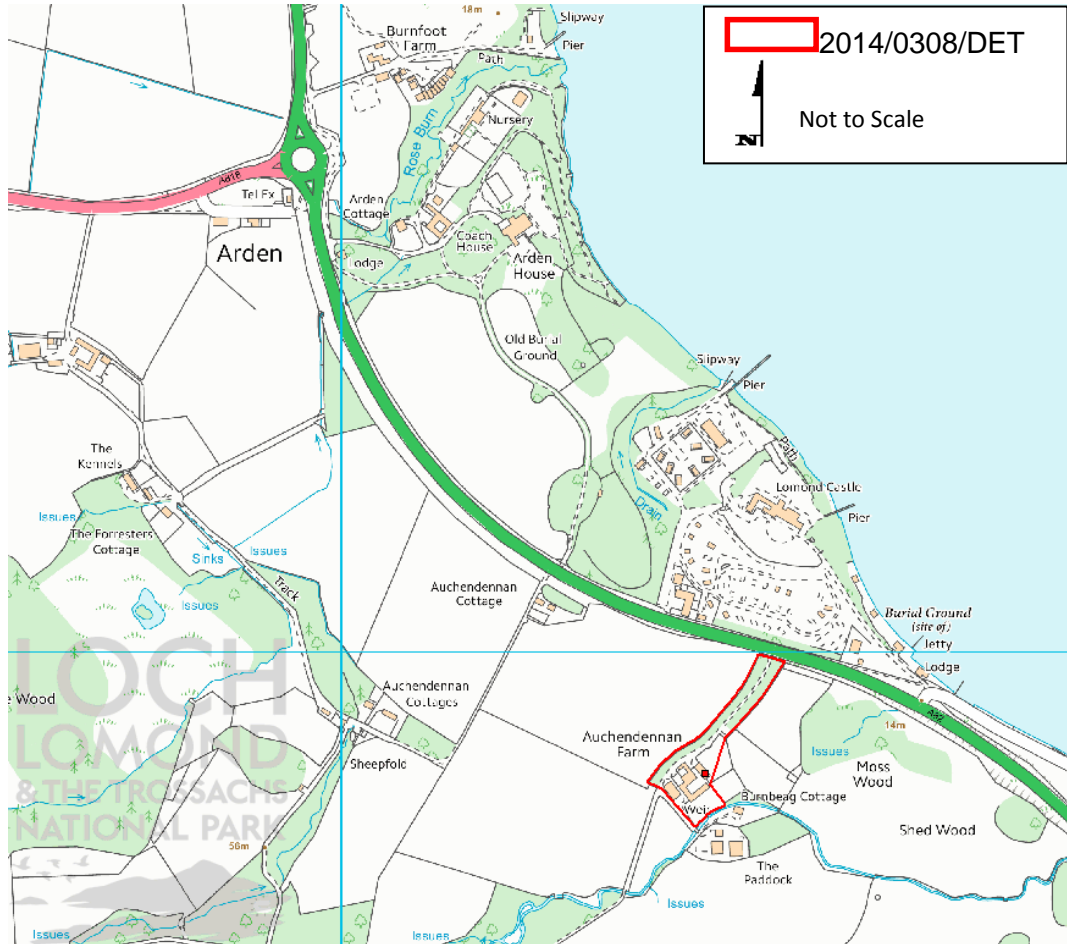 2014/0308/DET
Not to Scale
N
18m
Slipway
Pier
Burnfoot
Farm
Path
Rose Burn
Nursery
A818
Tel Ex
Arden
Cottage
Arden
Lodge
Coach
House
Arden
House
Old Burial
Ground
Slipway
Pier
Path
Lomond Castle
Pier
Drain
The
Kennels
Issues
The Forresters
Cottage
Sinks
Issues
Track
Issues
Auchendennan
Cottage
Burial Ground
(site of)
Jetty
Lodge
A82
14m
LOCH
LOMOND
& THE TROSSACHS
NATIONAL PARK
e Wood
Auchendennan
Cottages
Sheepfold
Auchendennan
Farm
Issues
Moss
Wood
Weir
Burnbeag Cottage
Shed Wood
The
Paddock
58m
Issues
Issues
Issues